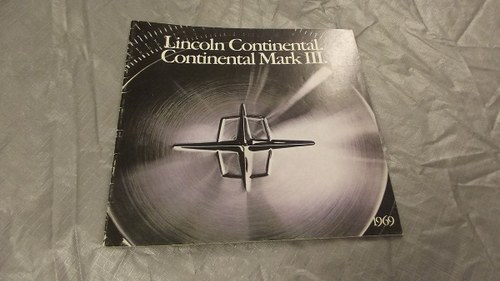 Lincoln Continental.
Continental Mark III.
1969